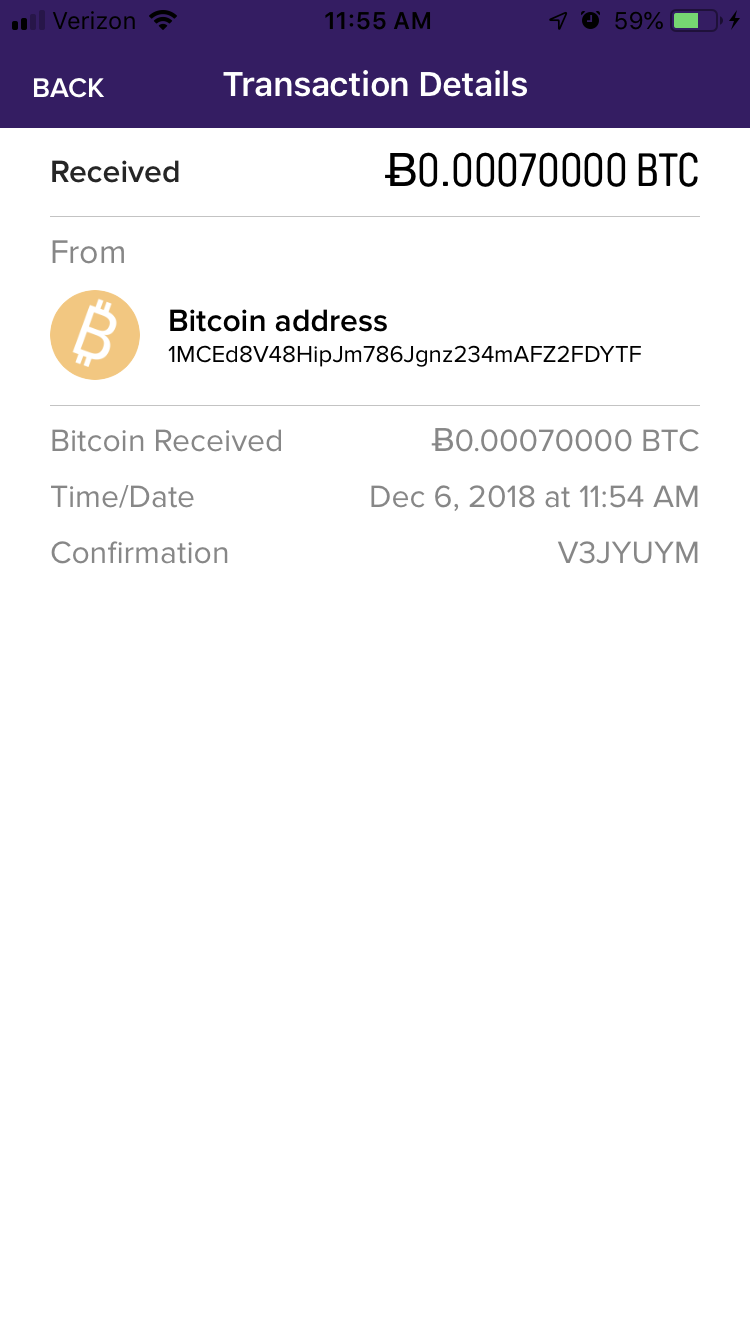 Verizon 11:55 AM 59%
BACK Transaction Details
Received Ƀ0.00070000 BTC
From
Bitcoin address
1MCEd8V48HipJm786Jgnz234mAFZ2FDYTF
Bitcoin Received Ƀ0.00070000 BTC
Time/Date Dec 6, 2018 at 11:54 AM
Confirmation V3JYUYM